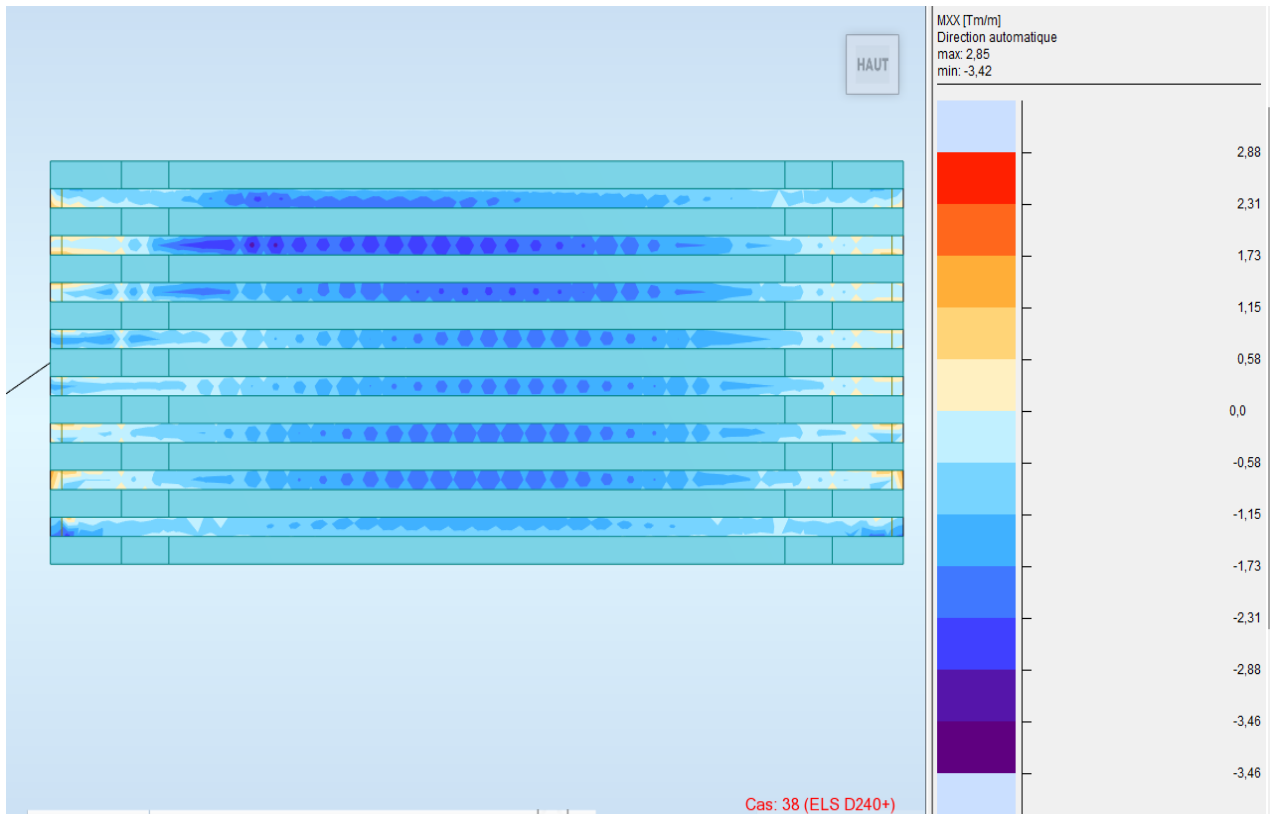 HAUT
MXX [Tm/m]
Direction automatique
max: 2,85
min: -3,42
2,88
2,31
1,73
1,15
0,58
0,0
-0,58
-1,15
-1,73
-2,31
-2,88
-3,46
-3,46
Cas: 38 (ELS D240+)